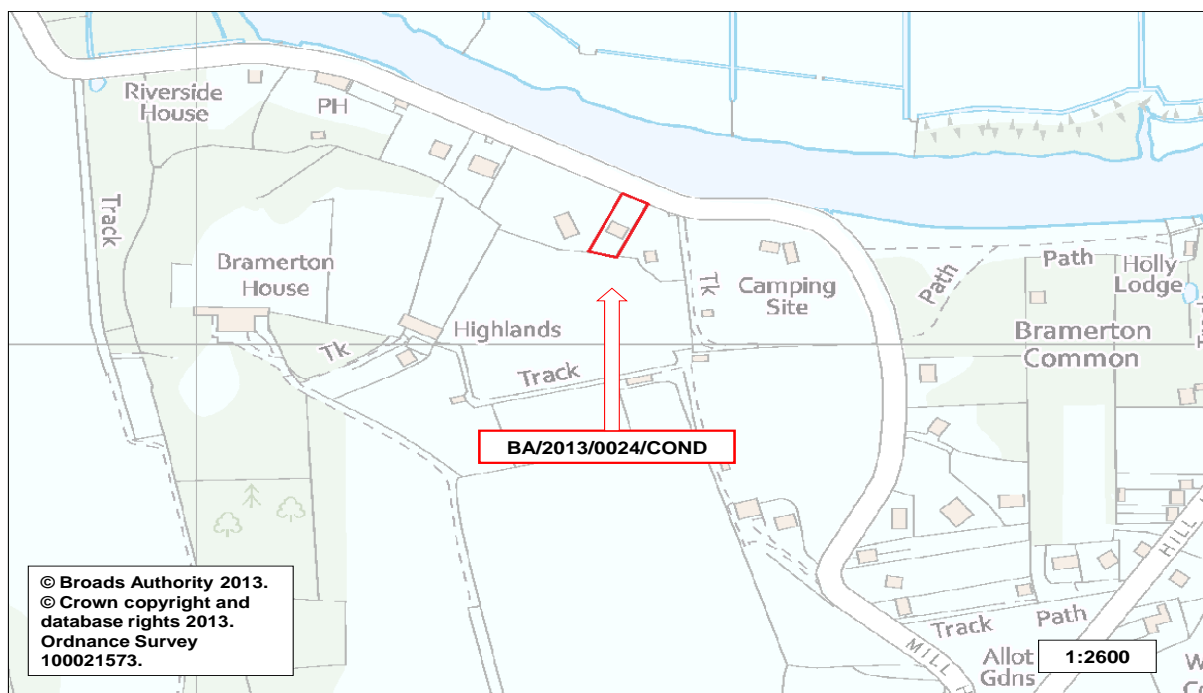 Riverside
House
PH
Track
Bramerton
House
Tk
Highlands
Track
Tk
Camping
Site
Path
Path
Holly
Lodge
Bramerton
Common
BA/2013/0024/COND
© Broads Authority 2013.
© Crown copyright and
database rights 2013.
Ordnance Survey
100021573.
HILL
Track
Path
MILL
Allot
Gdns
1:2600